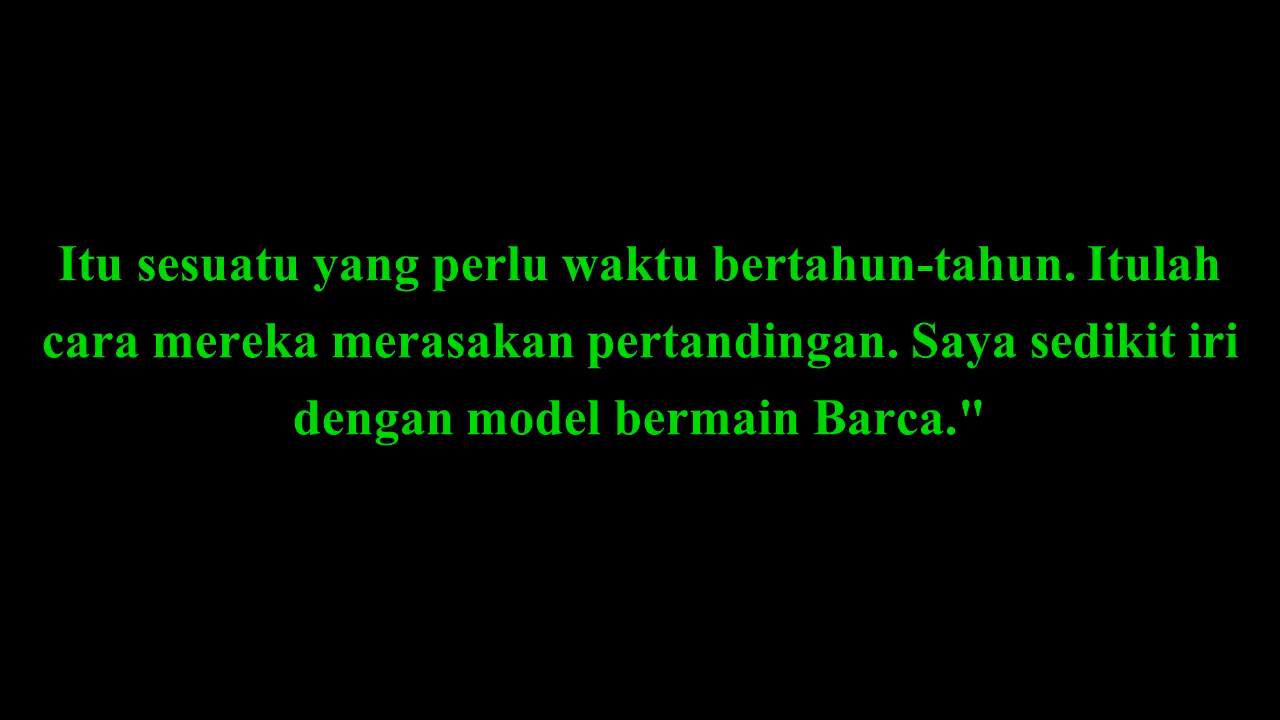 Itu sesuatu yang perlu waktu bertahun-tahun. Itulah
cara mereka merasakan pertandingan. Saya sedikit iri
dengan model bermain Barca."